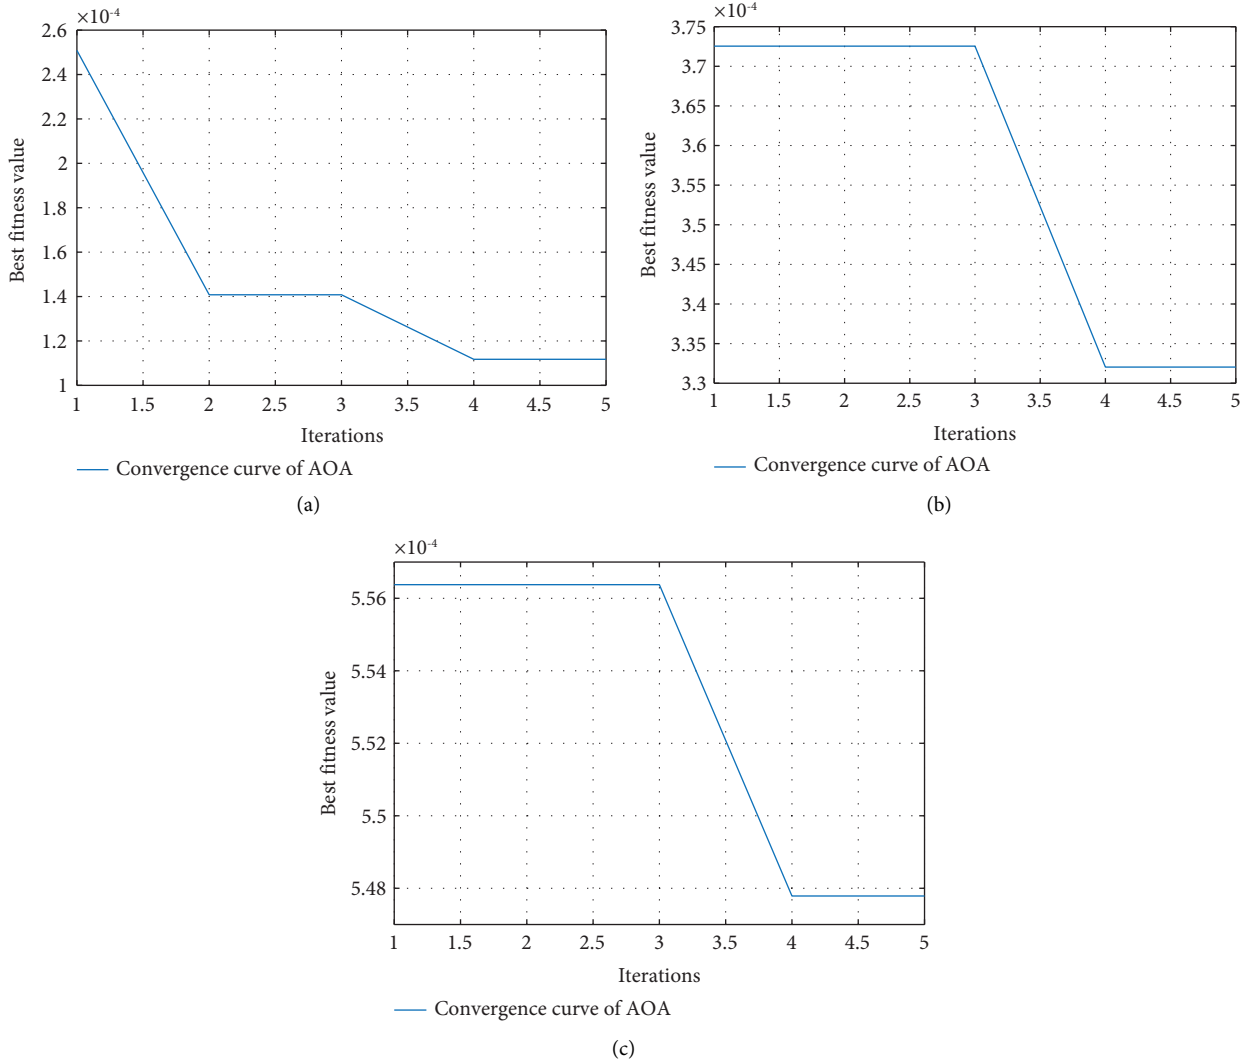 ×10-4
2.6
2.4
2.2
2
1.8
1.6
1.4
1.2
1
Best fitness value
1 1.5 2 2.5 3 3.5 4 4.5 5
Iterations
Convergence curve of AOA
(a)
×10-4
3.75
3.7
3.65
3.6
3.55
3.5
3.45
3.4
3.35
3.3
Best fitness value
1 1.5 2 2.5 3 3.5 4 4.5 5
Iterations
Convergence curve of AOA
(b)
×10-4
5.56
5.54
5.52
5.5
5.48
Best fitness value
1 1.5 2 2.5 3 3.5 4 4.5 5
Iterations
Convergence curve of AOA
(c)